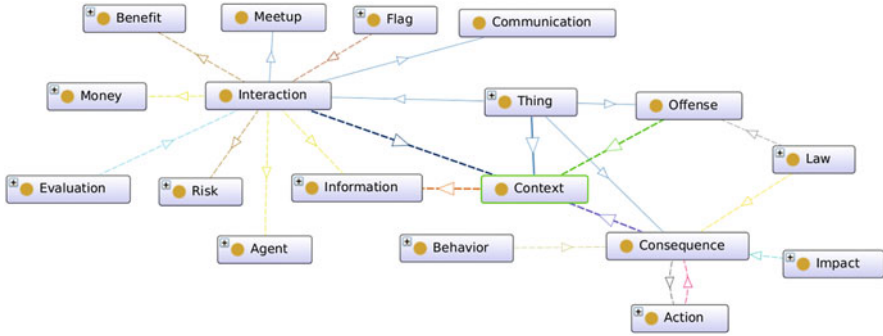 Benefit
Meetup
Flag
Communication
Money
Interaction
Thing
Offense
Evaluation
Risk
Information
Context
Law
Agent
Behavior
Consequence
Impact
Action